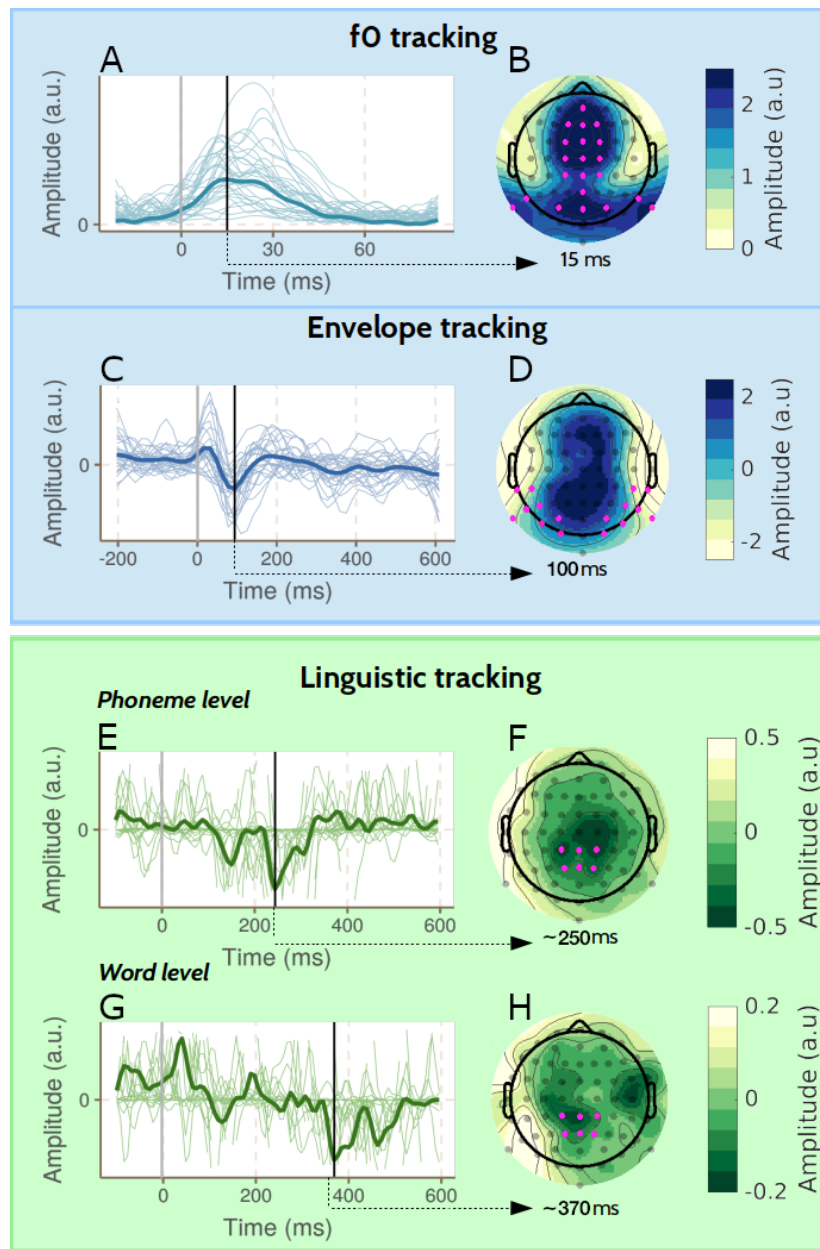 f0 tracking
A
Amplitude (a.u.)
0
0
30
60
Time (ms)
B
15 ms
2
1
0
Amplitude (a.u)
Envelope tracking
C
Amplitude (a.u.)
0
-200
0
200
400
600
Time (ms)
D
100ms
2
0
-2
Amplitude (a.u)
Linguistic tracking
Phoneme level
E
Amplitude (a.u.)
0
0
200
400
600
Time (ms)
F
~250ms
0.5
0
-0.5
Amplitude (a.u)
Word level
G
Amplitude (a.u.)
0
0
200
400
600
Time (ms)
H
~370ms
0.2
0
-0.2
Amplitude (a.u)